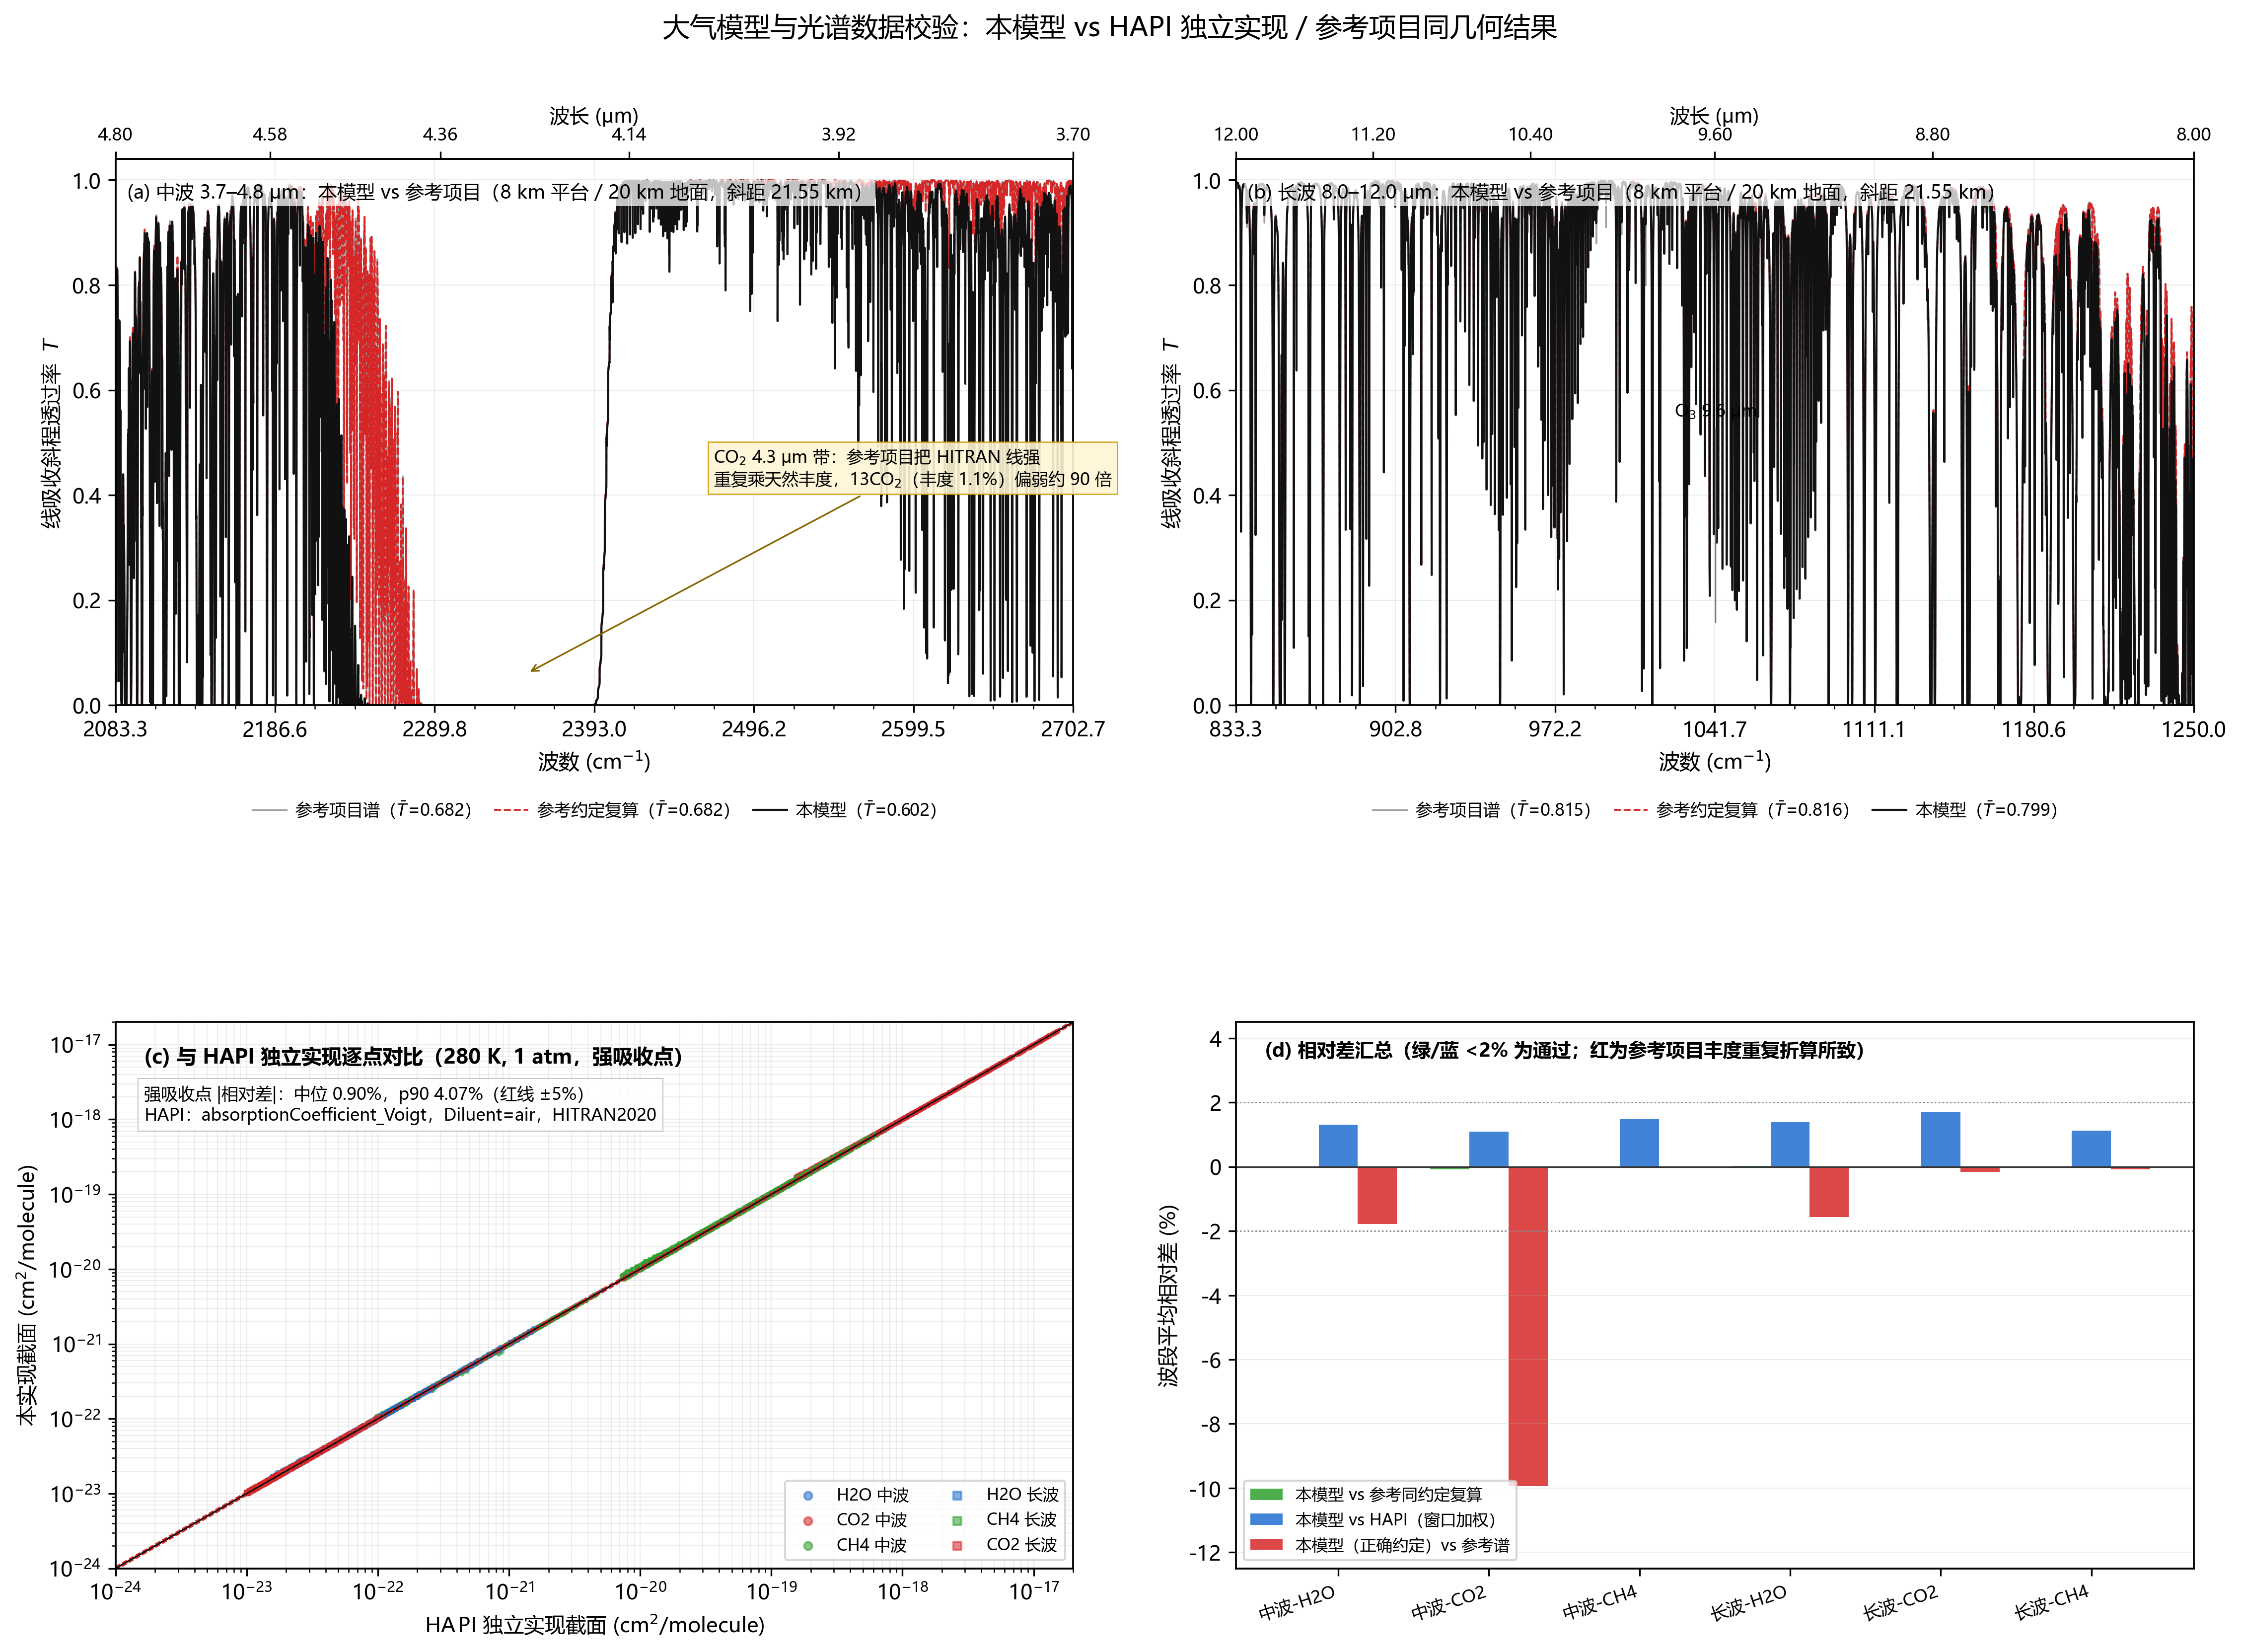 大气模型与光谱数据校验：本模型 vs HAPI 独立实现 / 参考项目同几何结果
波长 (μm)
4.80 4.58 4.36 4.14 3.92 3.70
(a) 中波 3.7–4.8 μm：本模型 vs 参考项目（8 km 平台 / 20 km 地面，斜距 21.55 km）
线吸收斜程透过率 T
1.0
0.8
0.6
0.4
0.2
0.0
CO₂ 4.3 μm 带：参考项目把 HITRAN 线强
重复乘天然丰度，13CO₂（丰度 1.1%）偏弱约 90 倍
2083.3 2186.6 2289.8 2393.0 2496.2 2599.5 2702.7
波数 (cm⁻¹)
参考项目谱（T̄=0.682） 参考约定复算（T̄=0.682） 本模型（T̄=0.602）
波长 (μm)
12.00 11.20 10.40 9.60 8.80 8.00
(b) 长波 8.0–12.0 μm：本模型 vs 参考项目（8 km 平台 / 20 km 地面，斜距 21.55 km）
线吸收斜程透过率 T
1.0
0.8
0.6
0.4
0.2
0.0
O₃ 9.6 μm
833.3 902.8 972.2 1041.7 1111.1 1180.6 1250.0
波数 (cm⁻¹)
参考项目谱（T̄=0.815） 参考约定复算（T̄=0.816） 本模型（T̄=0.799）
(c) 与 HAPI 独立实现逐点对比（280 K, 1 atm，强吸收点）
强吸收点 |相对差|：中位 0.90%，p90 4.07%（红线 ±5%）
HAPI：absorptionCoefficient_Voigt，Diluent=air，HITRAN2020
本实现截面 (cm²/molecule)
10⁻¹⁷
10⁻¹⁸
10⁻¹⁹
10⁻²⁰
10⁻²¹
10⁻²²
10⁻²³
10⁻²⁴
H2O 中波 H2O 长波
CO2 中波 CH4 长波
CH4 中波 CO2 长波
10⁻²⁴ 10⁻²³ 10⁻²² 10⁻²¹ 10⁻²⁰ 10⁻¹⁹ 10⁻¹⁸ 10⁻¹⁷
HAPI 独立实现截面 (cm²/molecule)
(d) 相对差汇总（绿/蓝 <2% 为通过；红为参考项目丰度重复折算所致）
波段平均相对差 (%)
4
2
0
-2
-4
-6
-8
-10
-12
本模型 vs 参考同约定复算
本模型 vs HAPI（窗口加权）
本模型（正确约定）vs 参考谱
中波-H2O 中波-CO2 中波-CH4 长波-H2O 长波-CO2 长波-CH4